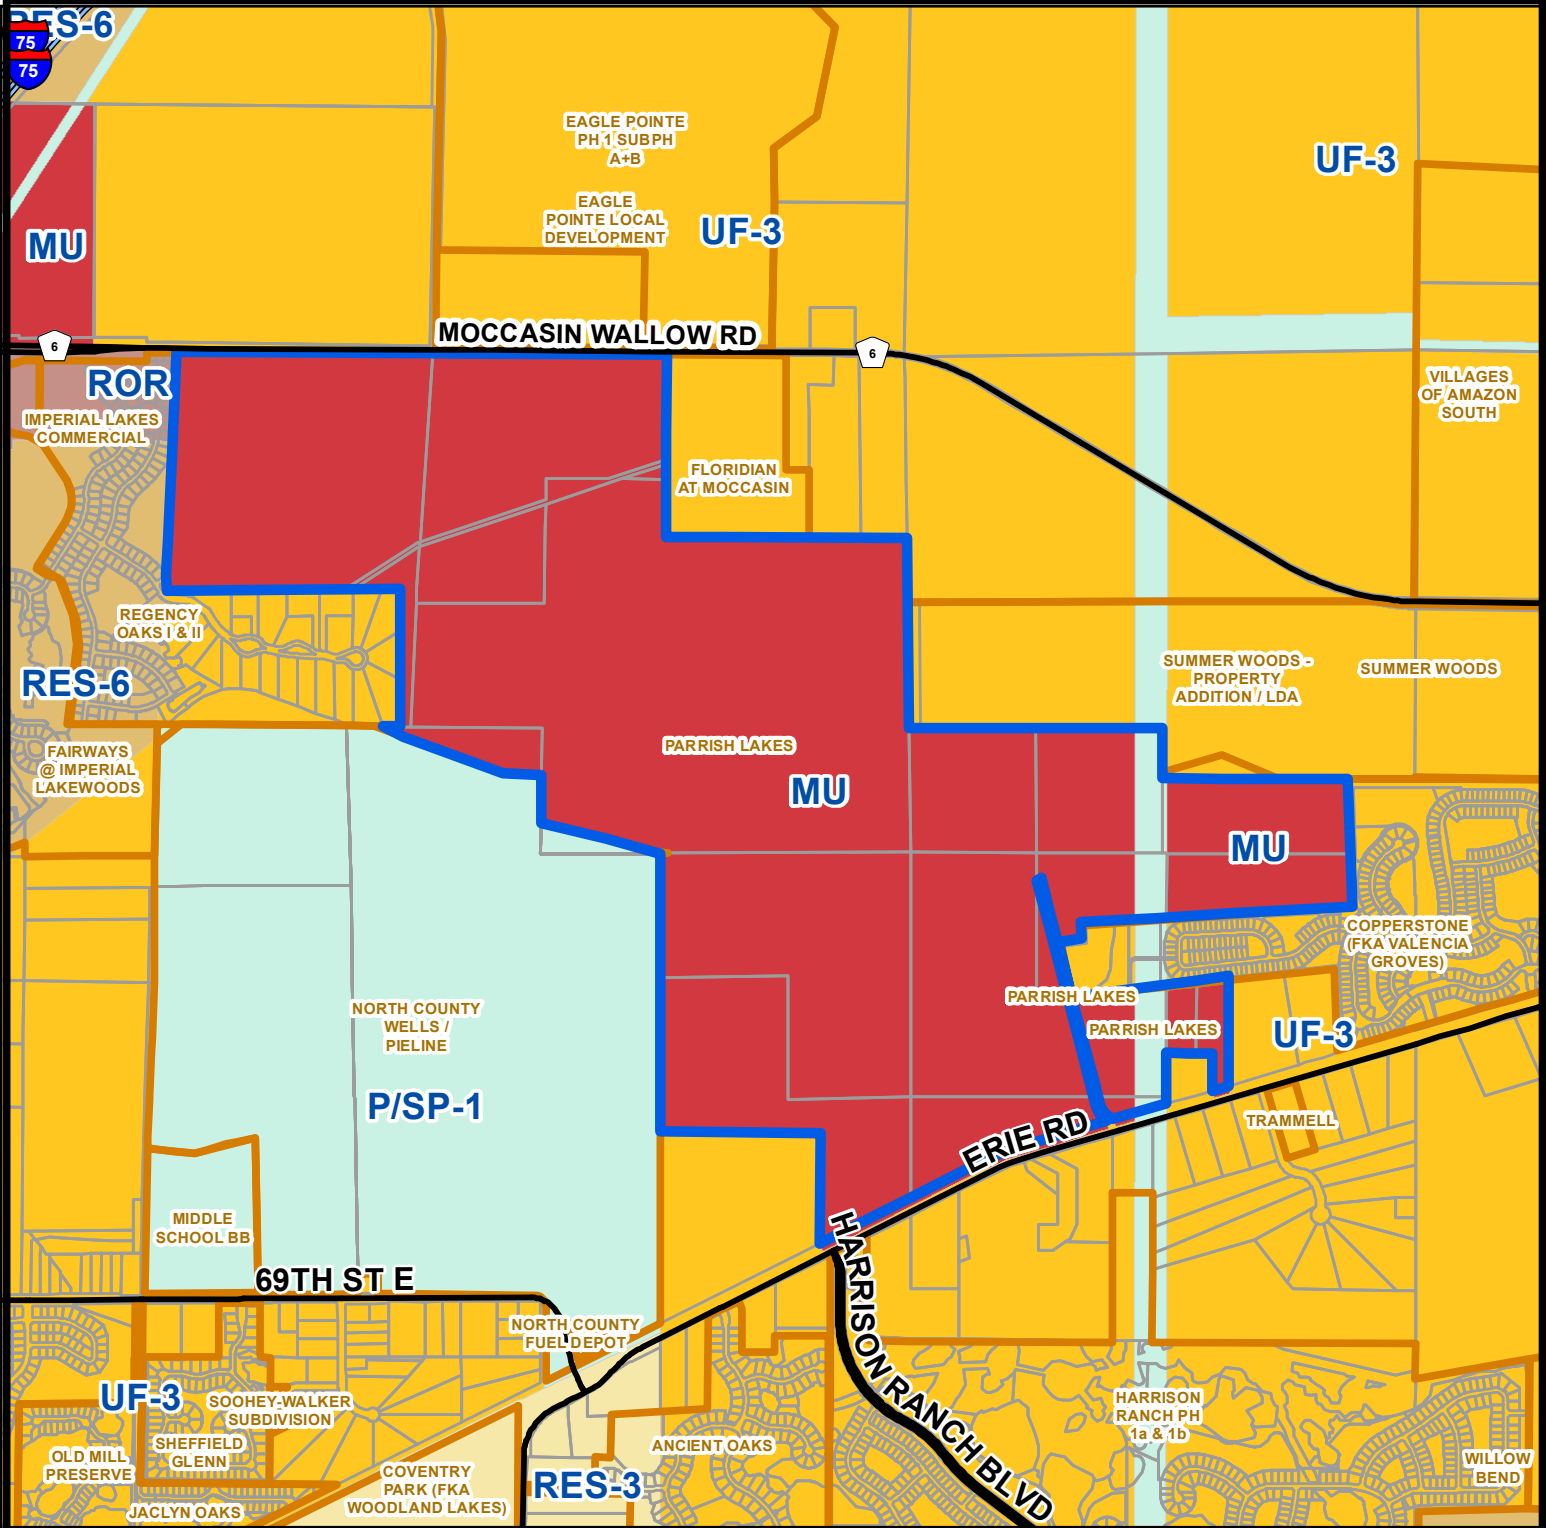 RES-6
75
75
EAGLE POINTE
PH 1 SUBPH
A+B
UF-3
EAGLE
POINTE LOCAL
DEVELOPMENT
UF-3
MU
MOCCASIN WALLOW RD
6
6
ROR
IMPERIAL LAKES
COMMERCIAL
VILLAGES
OF AMAZON
SOUTH
FLORIDIAN
AT MOCCASIN
REGENCY
OAKS I & II
RES-6
SUMMER WOODS -
PROPERTY
ADDITION / LDA
SUMMER WOODS
FAIRWAYS
@ IMPERIAL
LAKEWOODS
PARRISH LAKES
MU
MU
COPPERSTONE
(FKA VALENCIA
GROVES)
PARRISH LAKES
PARRISH LAKES
UF-3
NORTH COUNTY
WELLS /
PIELINE
P/SP-1
TRAMMELL
ERIE RD
MIDDLE
SCHOOL BB
69TH ST E
HARRISON RANCH BLVD
NORTH COUNTY
FUEL DEPOT
UF-3
SOOHEY-WALKER
SUBDIVISION
HARRISON
RANCH PH
1a & 1b
SHEFFIELD
GLENN
OLD MILL
PRESERVE
ANCIENT OAKS
WILLOW
BEND
COVENTRY
PARK (FKA
WOODLAND LAKES)
RES-3
JACLYN OAKS